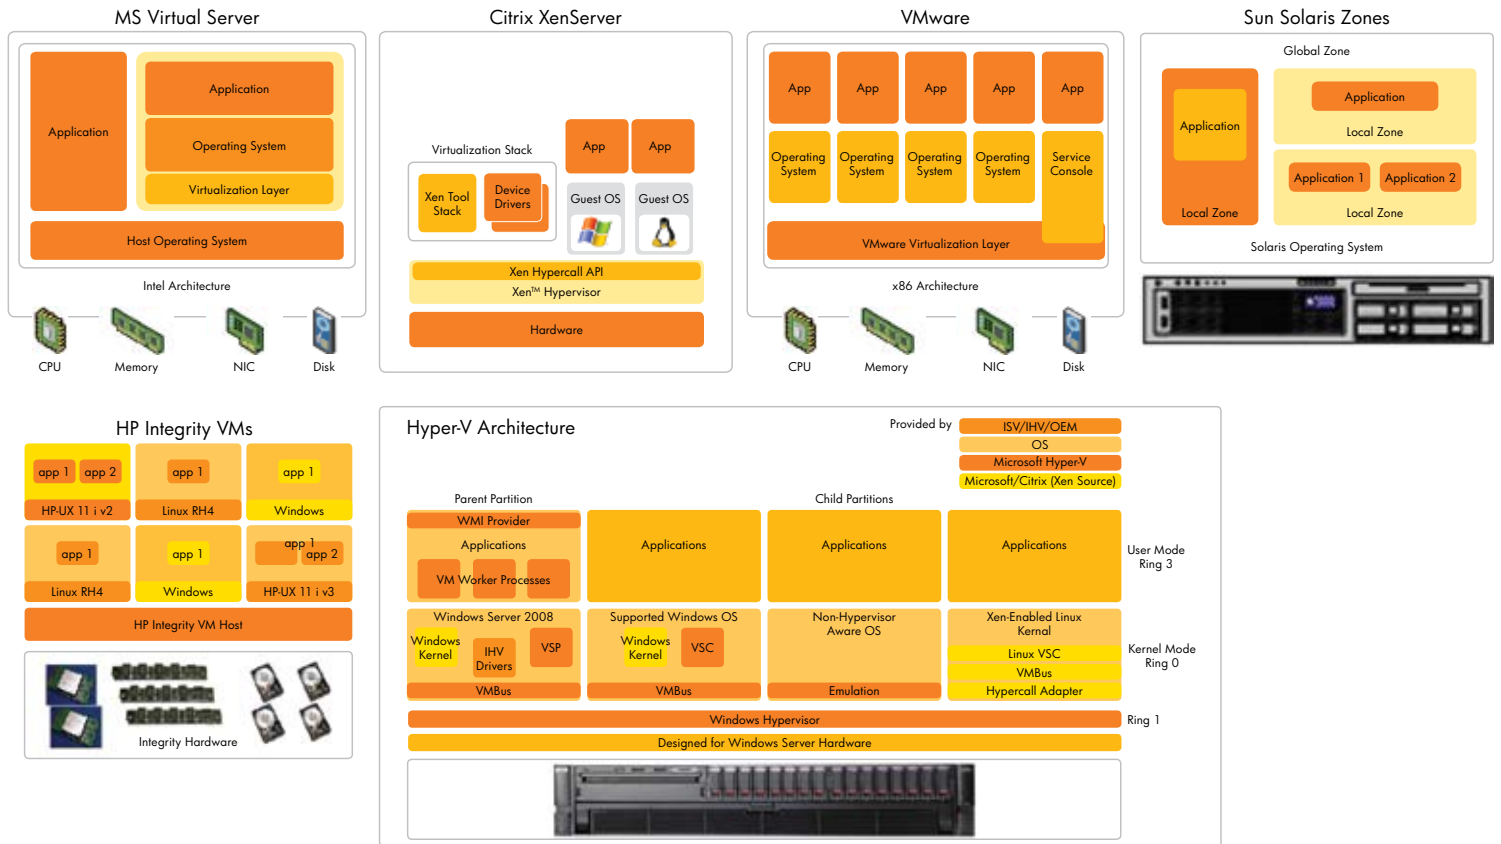 MS Virtual Server
Application
Application
Operating System
Virtualization Layer
Host Operating System
Intel Architecture
CPU
Memory
NIC
Disk
Citrix XenServer
Virtualization Stack
Xen Tool
Stack
Device
Drivers
App
App
Guest OS
Guest OS
Xen Hypercall API
Xen™ Hypervisor
Hardware
VMware
App
App
App
App
App
Operating
System
Operating
System
Operating
System
Operating
System
Service
Console
VMware Virtualization Layer
x86 Architecture
CPU
Memory
NIC
Disk
Sun Solaris Zones
Global Zone
Application
Local Zone
Application
Local Zone
Application 1
Application 2
Local Zone
Solaris Operating System
HP Integrity VMs
app 1
app 2
HP-UX 11 i v2
app 1
Linux RH4
app 1
Windows
app 1
Linux RH4
app 1
Windows
app 1
app 2
HP-UX 11 i v3
HP Integrity VM Host
Integrity Hardware
Hyper-V Architecture
Provided by
ISV/IHV/OEM
OS
Microsoft Hyper-V
Microsoft/Citrix (Xen Source)
Parent Partition
Child Partitions
WMI Provider
Applications
VM Worker Processes
Applications
Applications
Applications
User Mode
Ring 3
Windows Server 2008
Windows
Kernel
IHV
Drivers
VSP
VMBus
Supported Windows OS
Windows
Kernel
VSC
VMBus
Non-Hypervisor
Aware OS
Emulation
Xen-Enabled Linux
Kernal
Linux VSC
VMBus
Hypercall Adapter
Kernel Mode
Ring 0
Windows Hypervisor
Ring 1
Designed for Windows Server Hardware